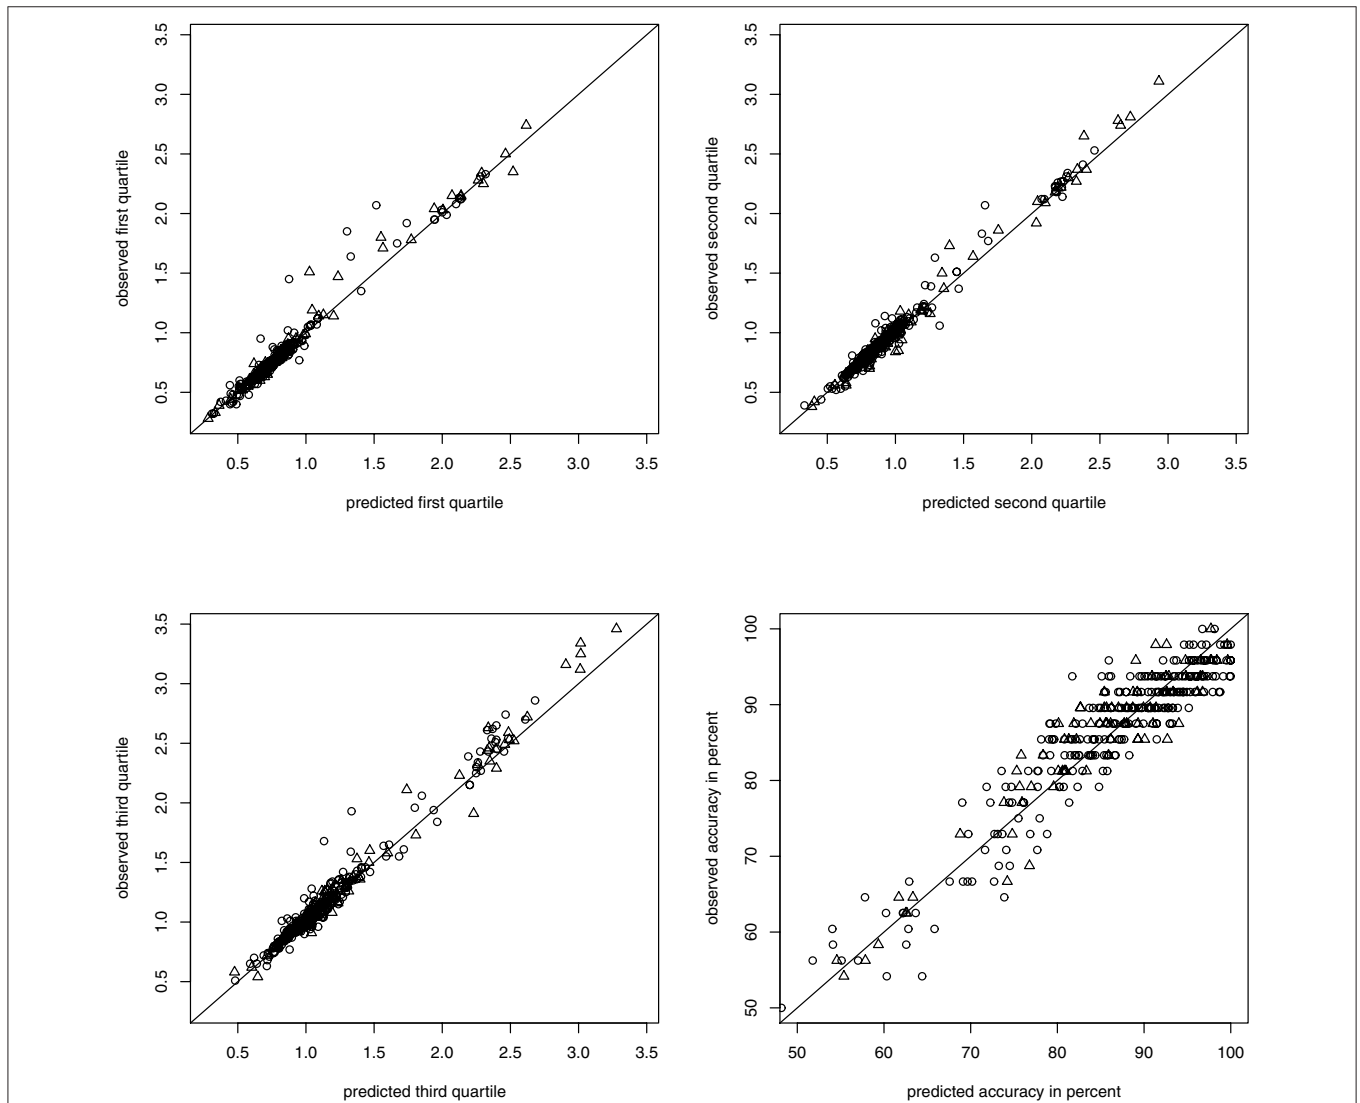 3.5
3.0
2.5
2.0
1.5
1.0
0.5
observed first quartile
0.5 1.0 1.5 2.0 2.5 3.0 3.5
predicted first quartile
3.5
3.0
2.5
2.0
1.5
1.0
0.5
observed second quartile
0.5 1.0 1.5 2.0 2.5 3.0 3.5
predicted second quartile
3.5
3.0
2.5
2.0
1.5
1.0
0.5
observed third quartile
0.5 1.0 1.5 2.0 2.5 3.0 3.5
predicted third quartile
100
90
80
70
60
50
observed accuracy in percent
50 60 70 80 90 100
predicted accuracy in percent